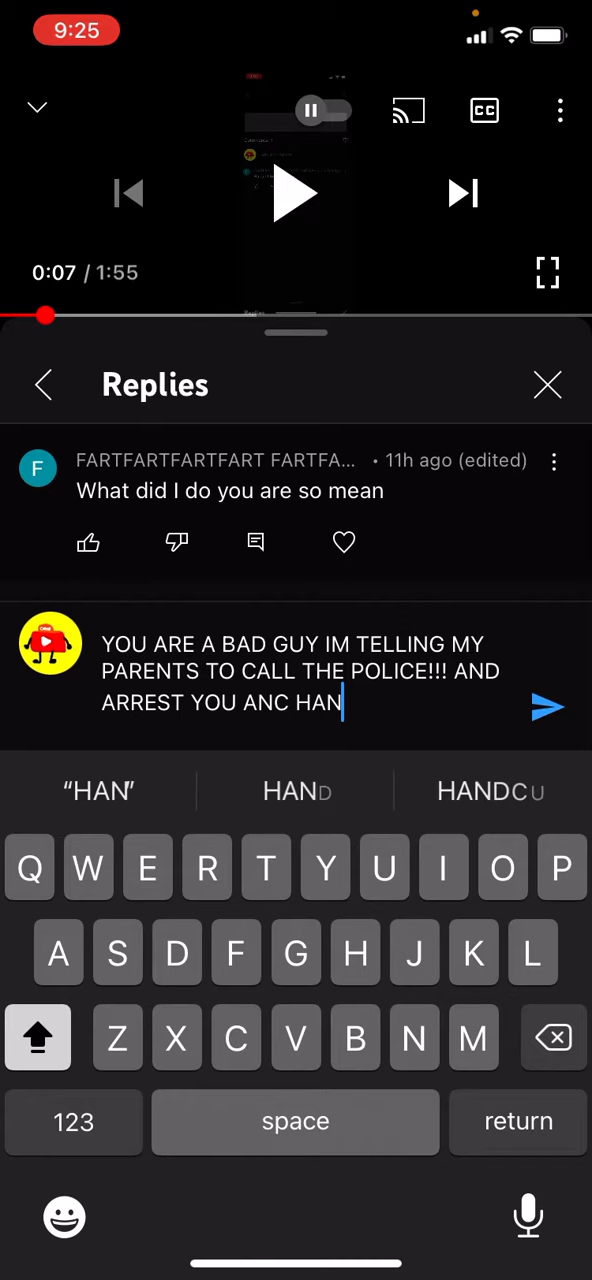 9:25
CC
0:07 / 1:55
Replies
F
FARTFARTFARTFART FARTFA... • 11h ago (edited)
What did I do you are so mean
YOU ARE A BAD GUY IM TELLING MY
PARENTS TO CALL THE POLICE!!! AND
ARREST YOU ANC HAN
“HAN” HAND HANDCU
Q W E R T Y U I O P
A S D F G H J K L
Z X C V B N M
123 space return